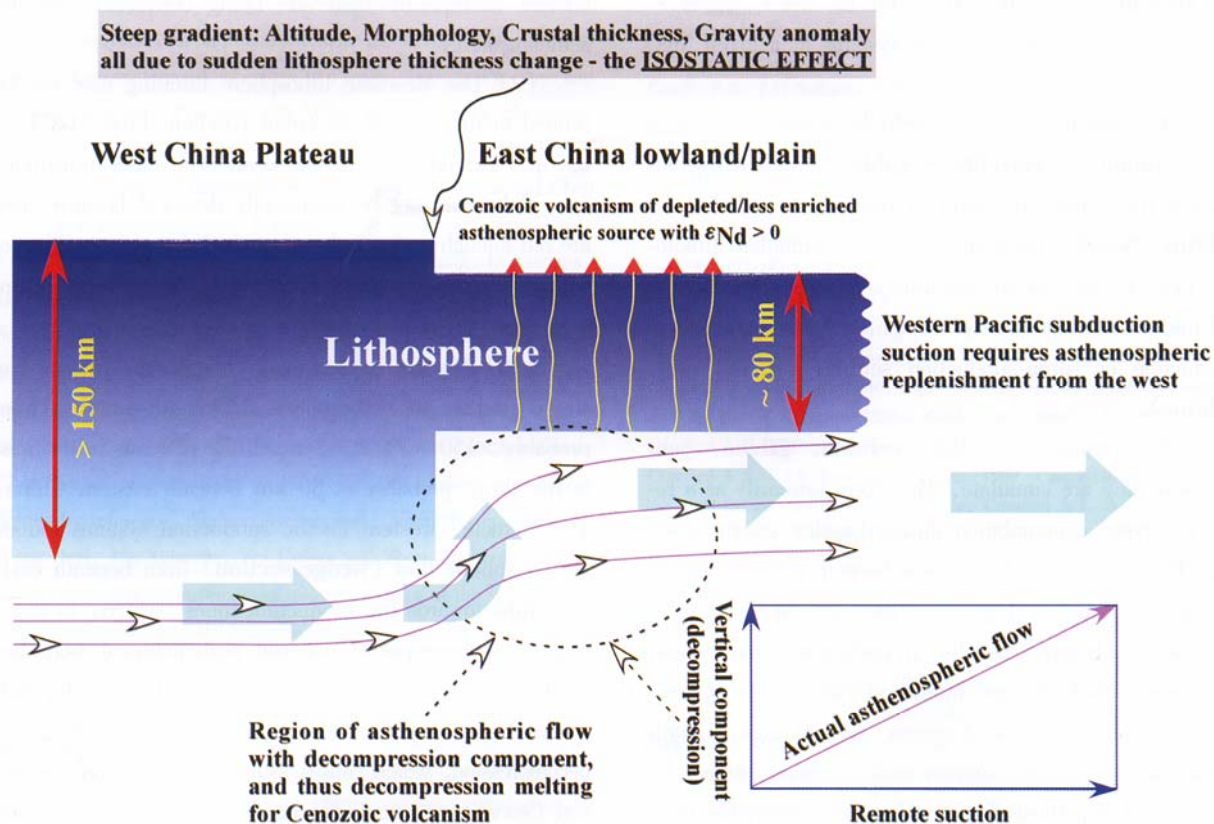 Steep gradient: Altitude, Morphology, Crustal thickness, Gravity anomaly
all due to sudden lithosphere thickness change - the ISOSTATIC EFFECT
West China Plateau
East China lowland/plain
Cenozoic volcanism of depleted/less enriched
asthenospheric source with εNd > 0
Lithosphere
> 150 km
~ 80 km
Western Pacific subduction
suction requires asthenospheric
replenishment from the west
Region of asthenospheric flow
with decompression component,
and thus decompression melting
for Cenozoic volcanism
Vertical component
(decompression)
Actual asthenospheric flow
Remote suction